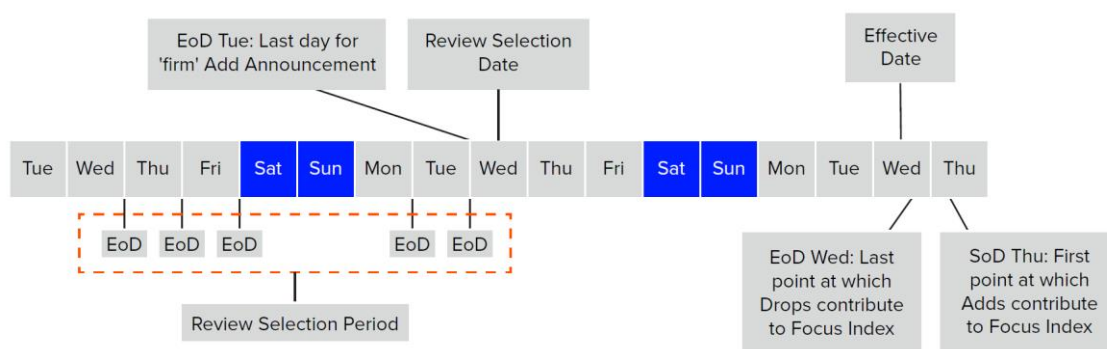 EoD Tue: Last day for
'firm' Add Announcement
Review Selection
Date
Effective
Date
Tue Wed Thu Fri Sat Sun Mon Tue Wed Thu Fri Sat Sun Mon Tue Wed Thu
EoD EoD EoD EoD EoD
Review Selection Period
EoD Wed: Last
point at which
Drops contribute
to Focus Index
SoD Thu: First
point at which
Adds contribute
to Focus Index